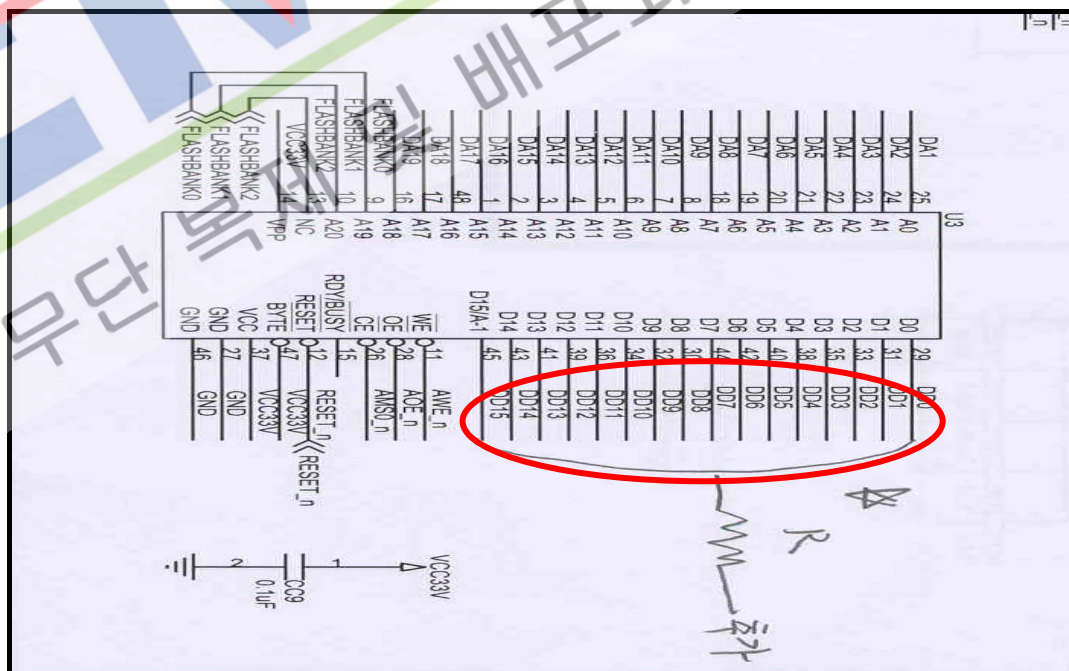 무단복제 및 배포
U3
DA1 25 A0 D0 29 DD0
DA2 24 A1 D1 31 DD1
DA3 23 A2 D2 33 DD2
DA4 22 A3 D3 35 DD3
DA5 21 A4 D4 38 DD4
DA6 20 A5 D5 40 DD5
DA7 19 A6 D6 42 DD6
DA8 18 A7 D7 44 DD7
DA9 8 A8 D8 30 DD8
DA10 7 A9 D9 32 DD9
DA11 6 A10 D10 34 DD10
DA12 5 A11 D11 36 DD11
DA13 4 A12 D12 39 DD12
DA14 3 A13 D13 41 DD13
DA15 2 A14 D14 43 DD14
DA16 1 A15 D15/A-1 45 DD15
DA17 48 A16
DA18 17 A17 WE 11 AWE_n
DA19 16 A18 OE 28 AOE_n
FLASHBANK0 9 A19 CE 26
FLASHBANK1 10 A20 RDY/BUSY 15
FLASHBANK2 13 NC RESET 12 RESET_n
VCC33V 14 VPP BYTE 47 VCC33V
VCC 37 VCC33V
GND 27 GND
GND 46 GND
FLASHBANK2
FLASHBANK1
FLASHBANK0
RESET_n
VCC33V
1
CC9
0.1uF
2
R
추가